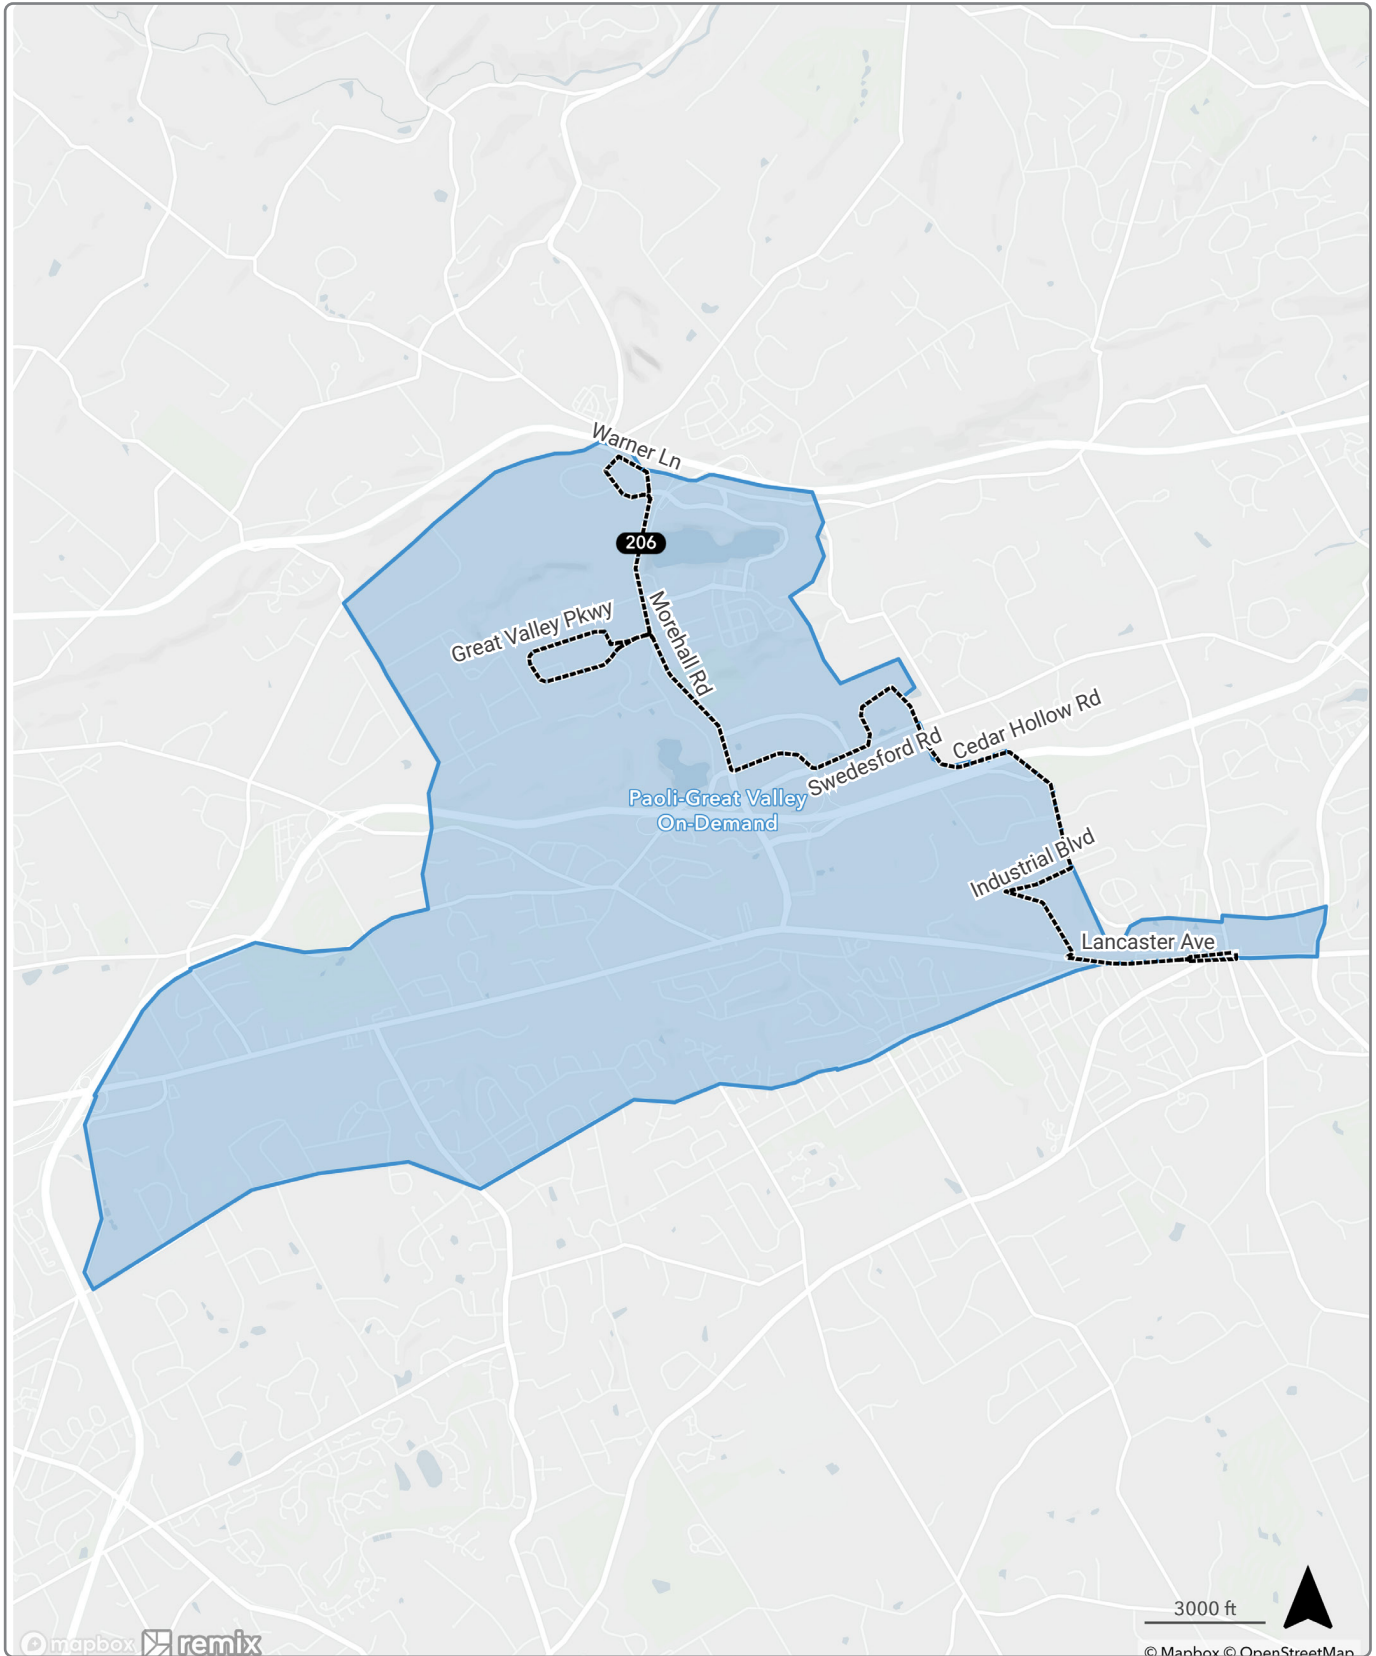 Warner Ln
206
Great Valley Pkwy
Morehall Rd
Cedar Hollow Rd
Swedesford Rd
Paoli-Great Valley
On-Demand
Industrial Blvd
Lancaster Ave
3000 ft
mapbox remix
© Mapbox © OpenStreetMap